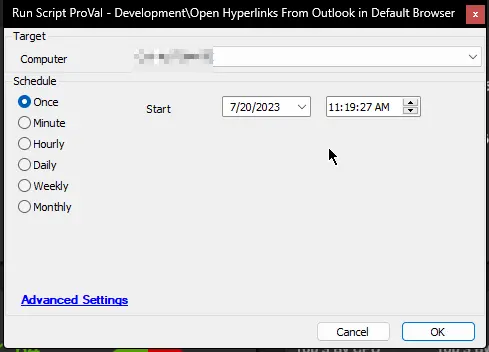 Run Script ProVal - Development\Open Hyperlinks From Outlook in Default Browser x
Target
Computer
Schedule
Once Start 7/20/2023 11:19:27 AM
Minute
Hourly
Daily
Weekly
Monthly
Advanced Settings
Cancel OK